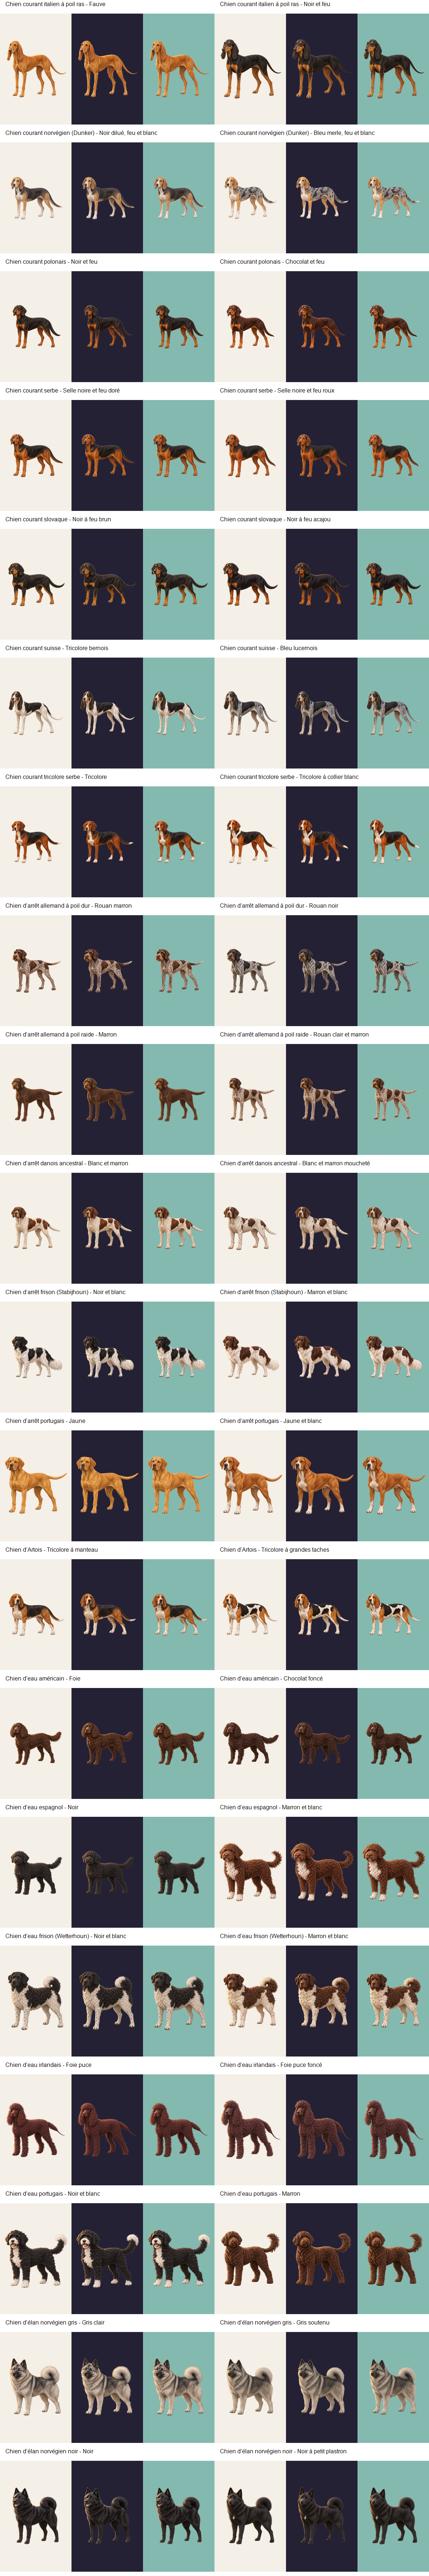 Chien courant italien à poil ras - Fauve
Chien courant italien à poil ras - Noir et feu
Chien courant norvégien (Dunker) - Noir dilué, feu et blanc
Chien courant norvégien (Dunker) - Bleu merle, feu et blanc
Chien courant polonais - Noir et feu
Chien courant polonais - Chocolat et feu
Chien courant serbe - Selle noire et feu doré
Chien courant serbe - Selle noire et feu roux
Chien courant slovaque - Noir à feu brun
Chien courant slovaque - Noir à feu acajou
Chien courant suisse - Tricolore bernois
Chien courant suisse - Bleu lucernois
Chien courant tricolore serbe - Tricolore
Chien courant tricolore serbe - Tricolore à collier blanc
Chien d'arrêt allemand à poil dur - Rouan marron
Chien d'arrêt allemand à poil dur - Rouan noir
Chien d'arrêt allemand à poil raide - Marron
Chien d'arrêt allemand à poil raide - Rouan clair et marron
Chien d'arrêt danois ancestral - Blanc et marron
Chien d'arrêt danois ancestral - Blanc et marron moucheté
Chien d'arrêt frison (Stabijhoun) - Noir et blanc
Chien d'arrêt frison (Stabijhoun) - Marron et blanc
Chien d'arrêt portugais - Jaune
Chien d'arrêt portugais - Jaune et blanc
Chien d'Artois - Tricolore à manteau
Chien d'Artois - Tricolore à grandes taches
Chien d'eau américain - Foie
Chien d'eau américain - Chocolat foncé
Chien d'eau espagnol - Noir
Chien d'eau espagnol - Marron et blanc
Chien d'eau frison (Wetterhoun) - Noir et blanc
Chien d'eau frison (Wetterhoun) - Marron et blanc
Chien d'eau irlandais - Foie puce
Chien d'eau irlandais - Foie puce foncé
Chien d'eau portugais - Noir et blanc
Chien d'eau portugais - Marron
Chien d'élan norvégien gris - Gris clair
Chien d'élan norvégien gris - Gris soutenu
Chien d'élan norvégien noir - Noir
Chien d'élan norvégien noir - Noir à petit plastron